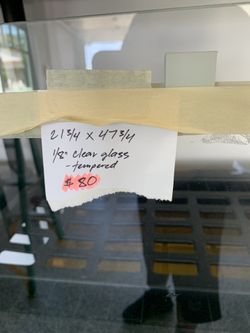 21 3/4 x 47 3/4
1/8" clear glass
- tempered
$80